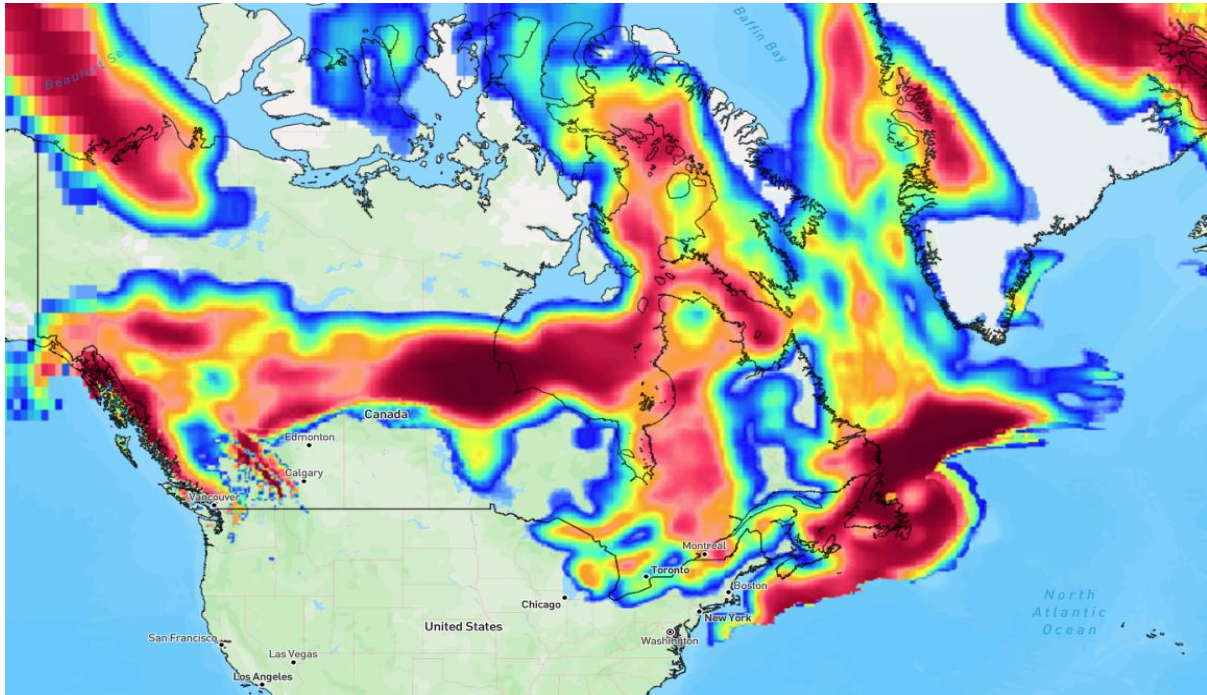 Beaufort Se
Baffin Bay
Canada
Edmonton
Calgary
Vancouver
Montreal
Toronto
Boston
Chicago
New York
United States
Washington
San Francisco
Las Vegas
Los Angeles
North
Atlantic
Ocean